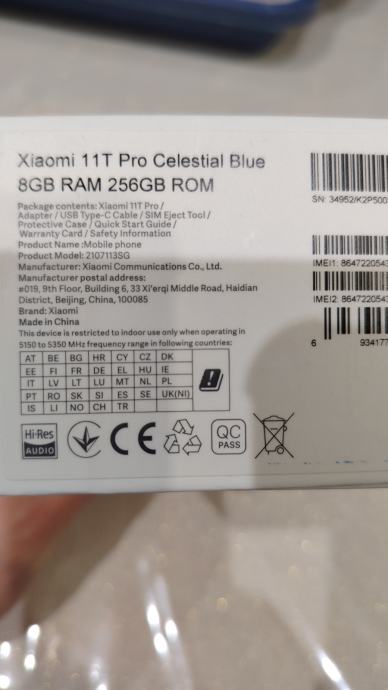 Xiaomi 11T Pro Celestial Blue
8GB RAM 256GB ROM
Package contents: Xiaomi 11T Pro /
Adapter / USB Type-C Cable / SIM Eject Tool /
Protective Case / Quick Start Guide /
Warranty Card / Safety Information
Product Name :Mobile phone
Product Model: 2107113SG
Manufacturer: Xiaomi Communications Co., Ltd.
Manufacturer postal address:
#019, 9th Floor, Building 6, 33 Xi'erqi Middle Road, Haidian
District, Beijing, China, 100085
Brand: Xiaomi
Made in China
This device is restricted to indoor use only when operating in
5150 to 5350 MHz frequency range in following countries:
AT BE BG HR CY CZ DK
EE FI FR DE EL HU IE
IT LV LT LU MT NL PL
PT RO SK SI ES SE UK(NI)
IS LI NO CH TR
Hi-Res
AUDIO
CE
QC
PASS
SN: 34952/K2P500
IMEI1: 8647220543
IMEI2: 8647220543
6 934177